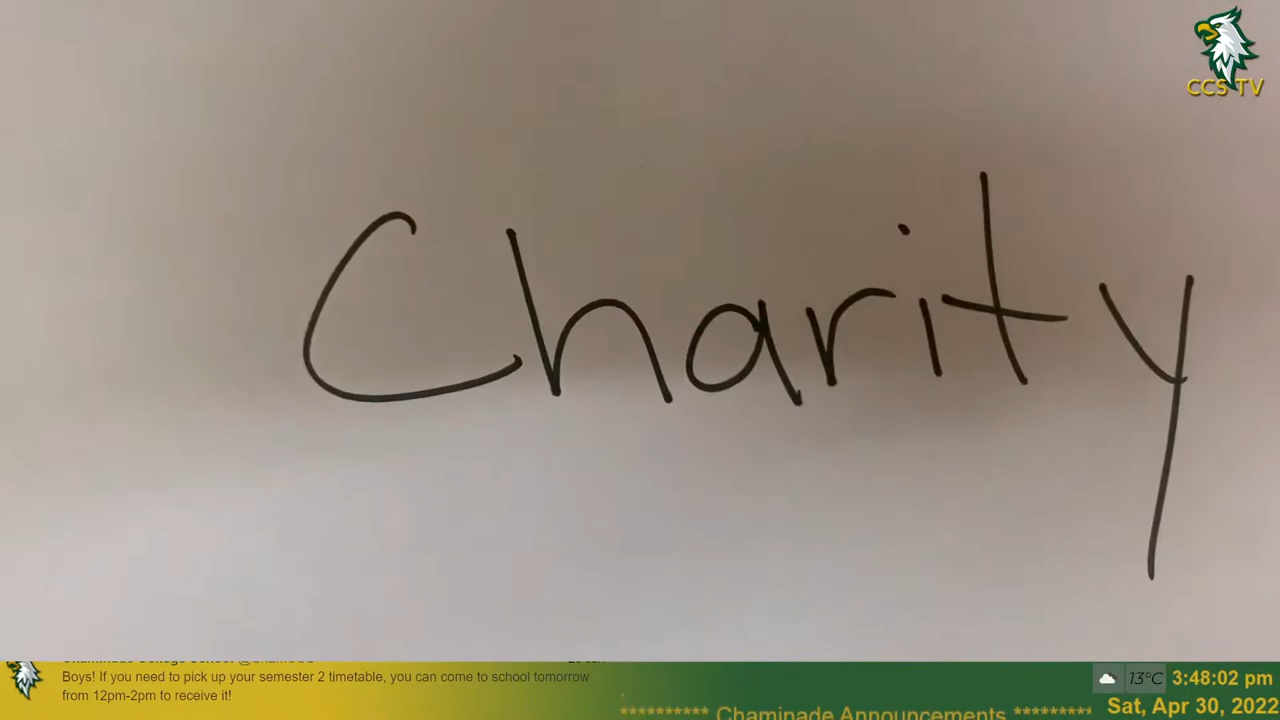 CCS TV
Charity
Boys! If you need to pick up your semester 2 timetable, you can come to school tomorrow
from 12pm-2pm to receive it!
13°C
3:48:02 pm
********** Chaminade Announcements **********
Sat, Apr 30, 2022